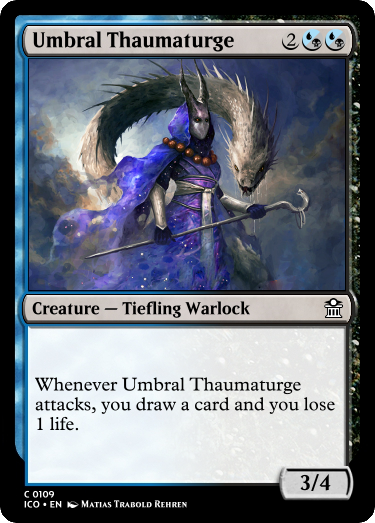 Umbral Thaumaturge 2
Creature — Tiefling Warlock
Whenever Umbral Thaumaturge
attacks, you draw a card and you lose
1 life.
3/4
C 0109
ICO • EN Matias Trabold Rehren